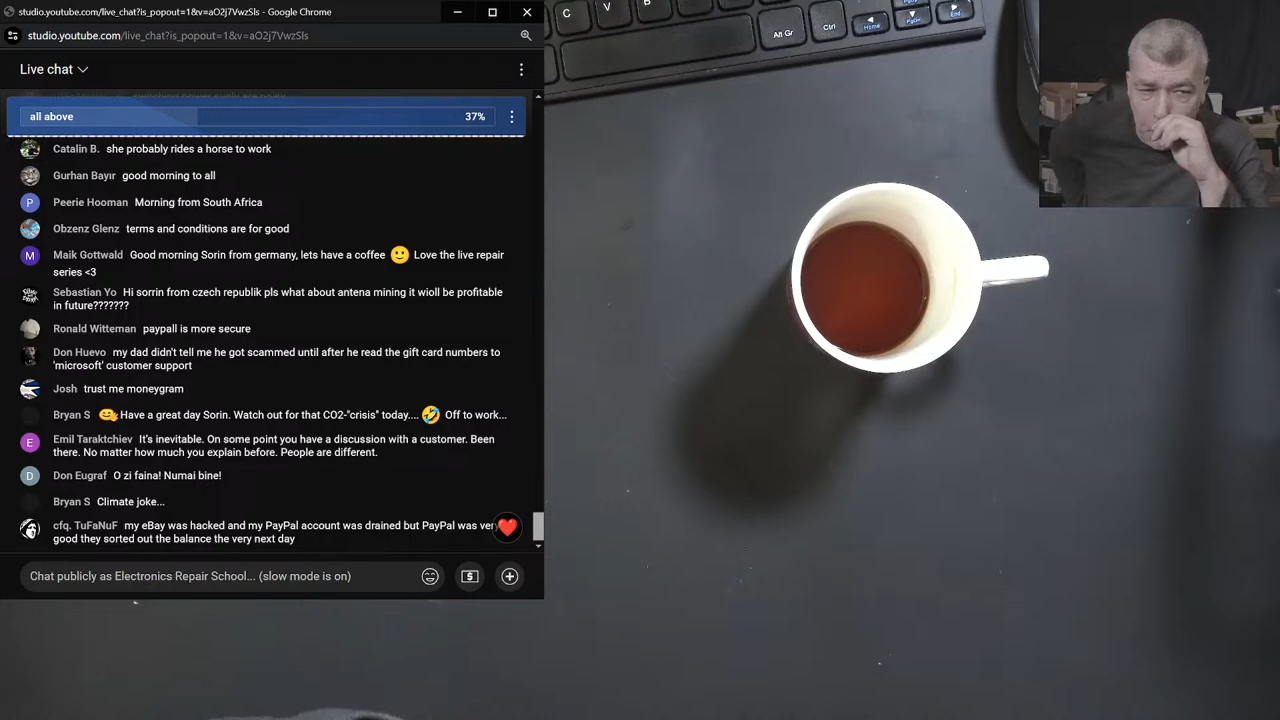 studio.youtube.com/live_chat?is_popout=1&v=aO2j7VwzSIs - Google Chrome
studio.youtube.com/live_chat?is_popout=1&v=aO2j7VwzSIs
Live chat
all above 37%
Catalin B. she probably rides a horse to work
Gurhan Bayır good morning to all
P Peerie Hooman Morning from South Africa
Obzenz Glenz terms and conditions are for good
M Maik Gottwald Good morning Sorin from germany, lets have a coffee 🙂 Love the live repair
series <3
Sebastian Yo Hi sorrin from czech republik pls what about antena mining it wioll be profitable
in future???????
Ronald Witteman paypall is more secure
Don Huevo my dad didn't tell me he got scammed until after he read the gift card numbers to
'microsoft' customer support
Josh trust me moneygram
Bryan S 🤗 Have a great day Sorin. Watch out for that CO2-"crisis" today.... 🤣 Off to work...
E Emil Taraktchiev It's inevitable. On some point you have a discussion with a customer. Been
there. No matter how much you explain before. People are different.
D Don Eugraf O zi faina! Numai bine!
Bryan S Climate joke...
cfq. TuFaNuF my eBay was hacked and my PayPal account was drained but PayPal was very
good they sorted out the balance the very next day
Chat publicly as Electronics Repair School... (slow mode is on)
C V B
Alt Gr Ctrl Home PgDn End